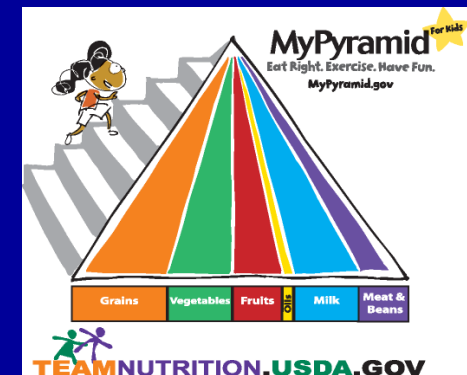 MyPyramid For Kids
Eat Right. Exercise. Have Fun.
MyPyramid.gov
Grains Vegetables Fruits Oils Milk Meat & Beans
TEAMNUTRITION.USDA.GOV